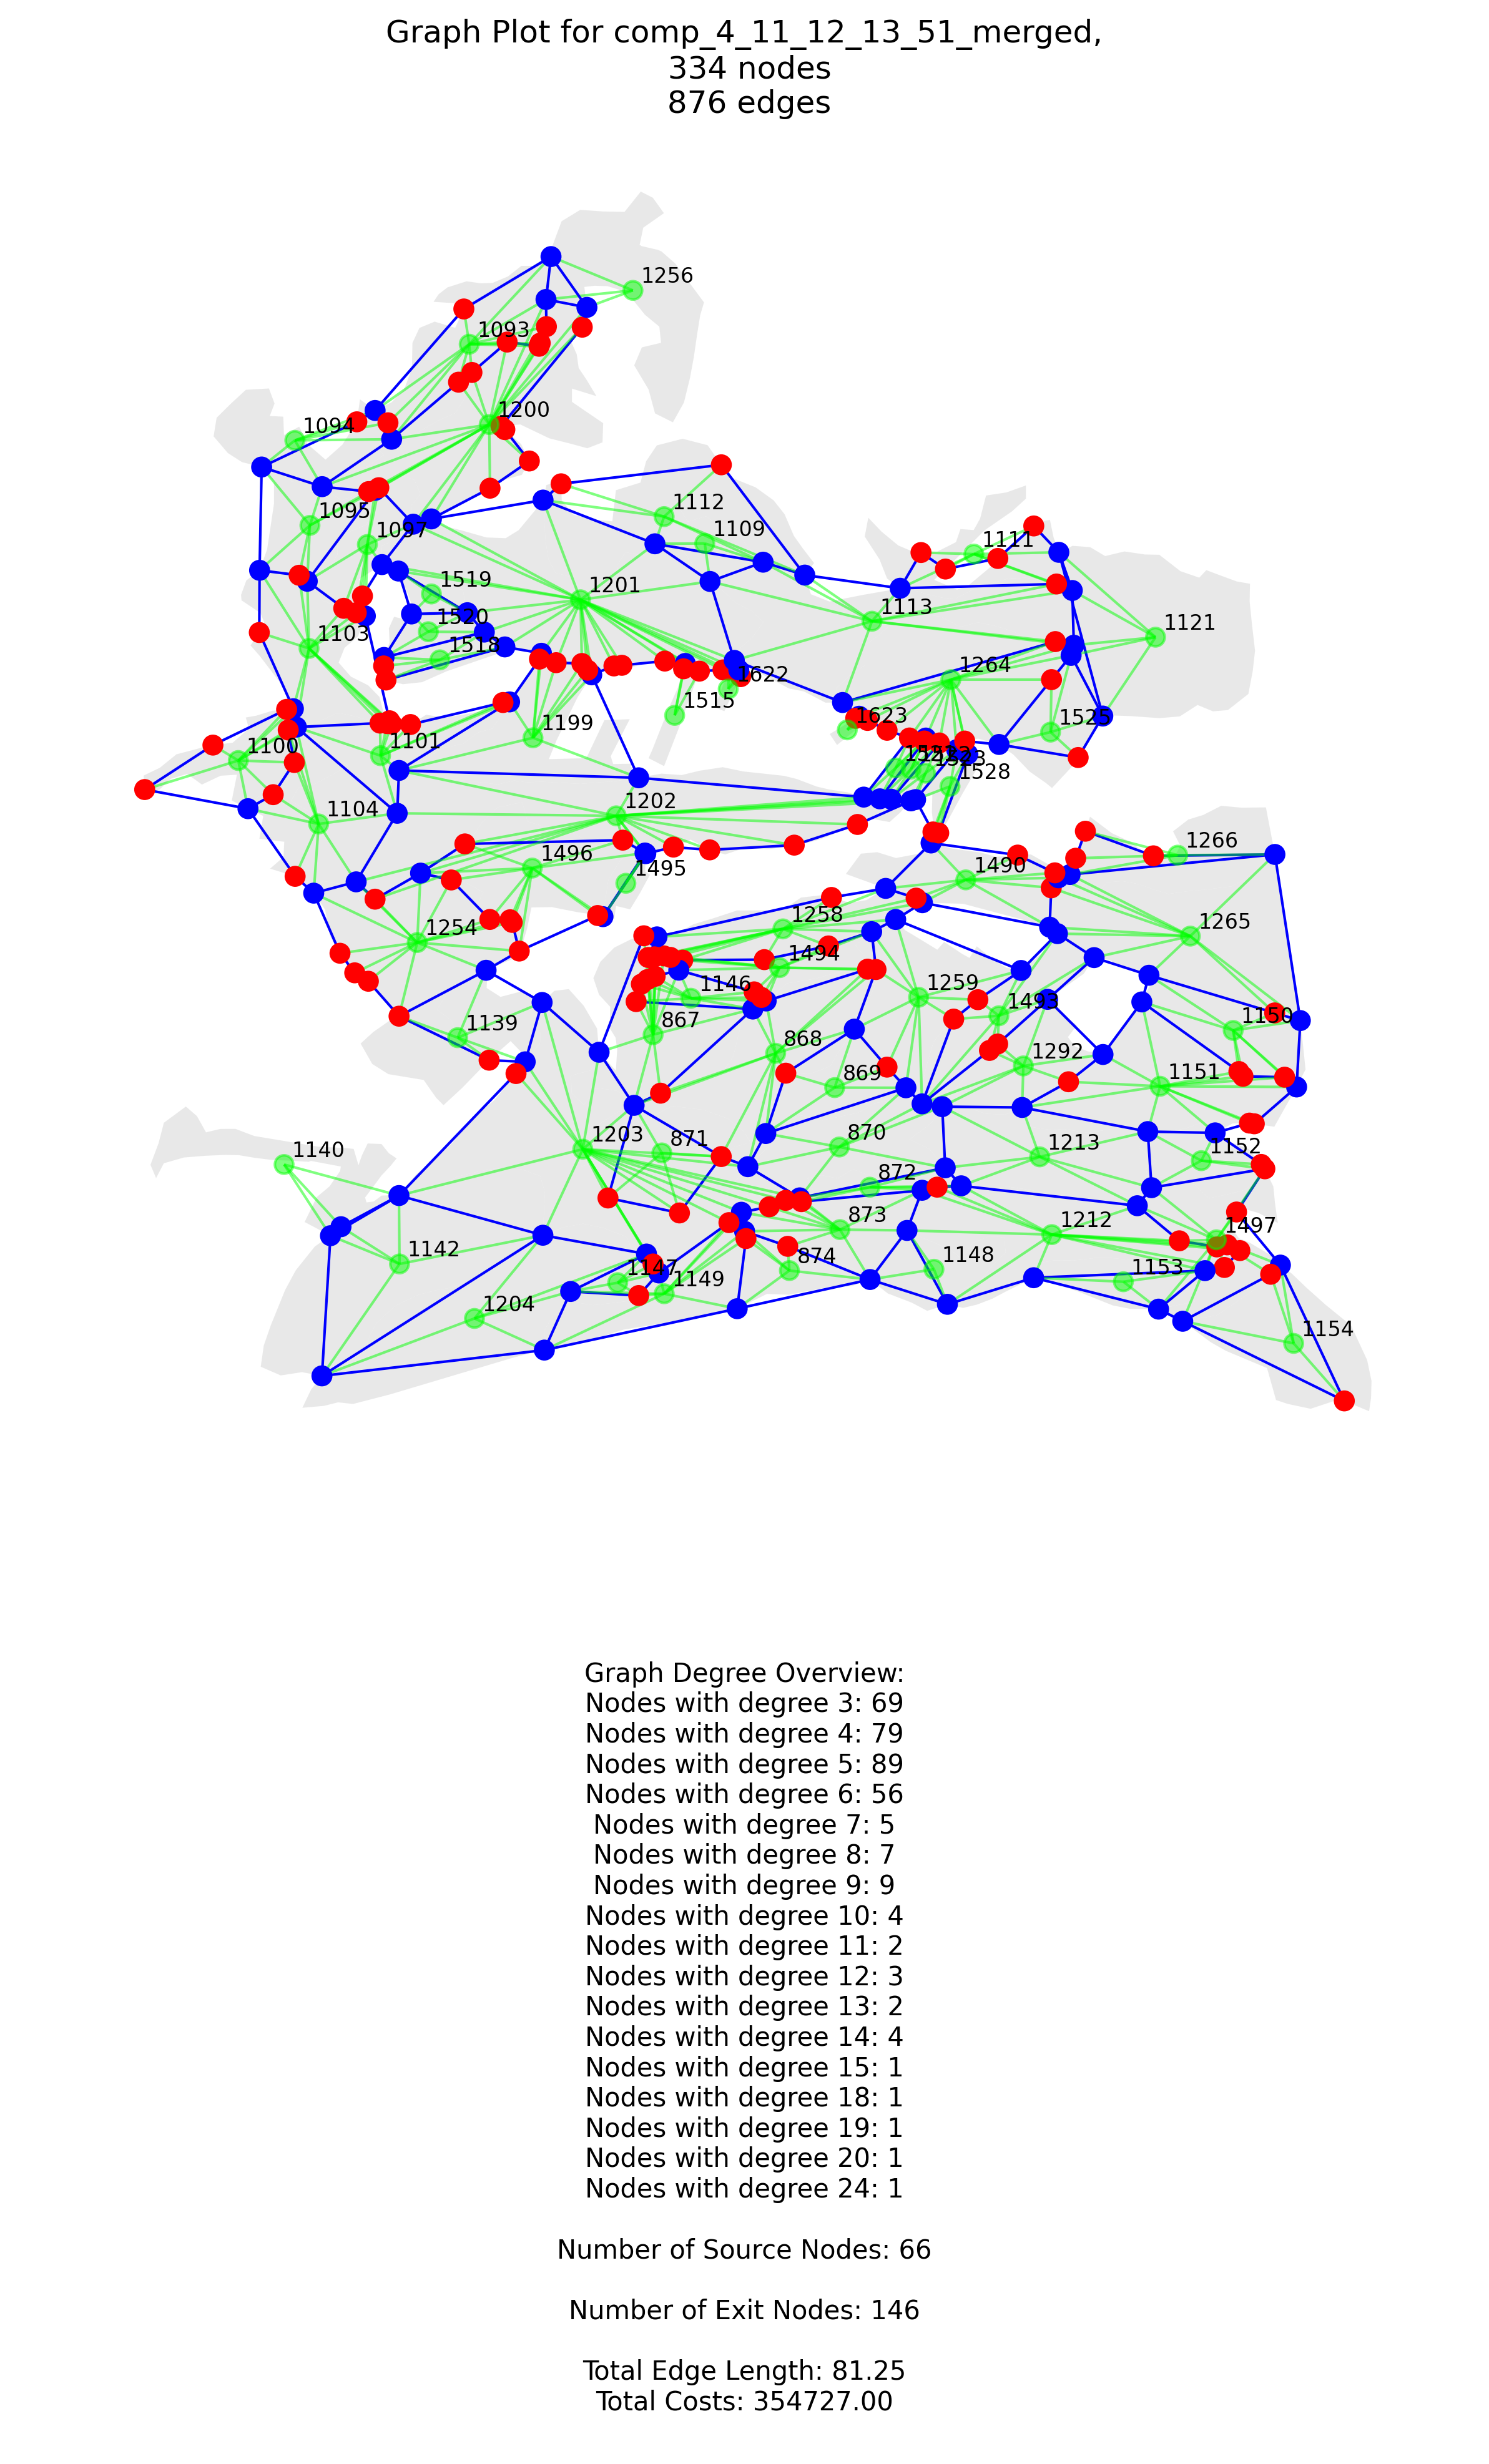 Graph Plot for comp_4_11_12_13_51_merged,
334 nodes
876 edges
1256
1093
1200
1094
1112
1095
1097
1109
1111
1519
1201
1113
1520
1121
1103
1518
1264
1622
1515
1623
1525
1199
1100
1101
1528
1202
1104
1266
1496
1490
1495
1258
1265
1254
1494
1146
1259
1493
1150
867
1139
868
1292
869
1151
1203
871
870
1213
1152
1140
872
873
1212
1497
1142
874
1148
1147
1149
1153
1204
1154
Graph Degree Overview:
Nodes with degree 3: 69
Nodes with degree 4: 79
Nodes with degree 5: 89
Nodes with degree 6: 56
Nodes with degree 7: 5
Nodes with degree 8: 7
Nodes with degree 9: 9
Nodes with degree 10: 4
Nodes with degree 11: 2
Nodes with degree 12: 3
Nodes with degree 13: 2
Nodes with degree 14: 4
Nodes with degree 15: 1
Nodes with degree 18: 1
Nodes with degree 19: 1
Nodes with degree 20: 1
Nodes with degree 24: 1
Number of Source Nodes: 66
Number of Exit Nodes: 146
Total Edge Length: 81.25
Total Costs: 354727.00